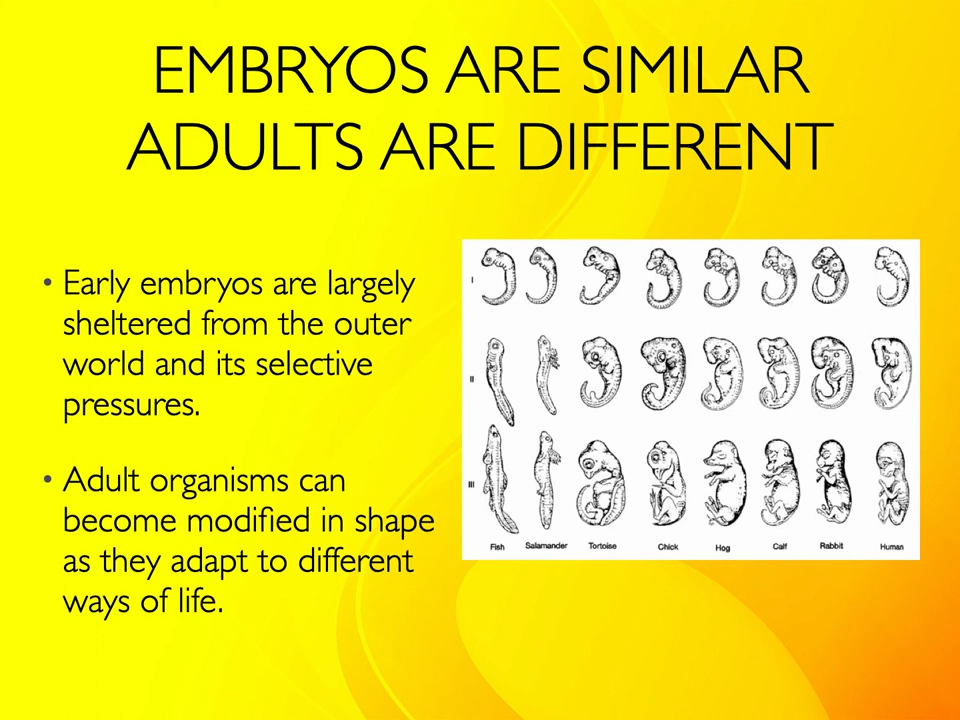 EMBRYOS ARE SIMILAR
ADULTS ARE DIFFERENT
• Early embryos are largely
sheltered from the outer
world and its selective
pressures.
• Adult organisms can
become modified in shape
as they adapt to different
ways of life.
I
II
III
Fish Salamander Tortoise Chick Hog Calf Rabbit Human